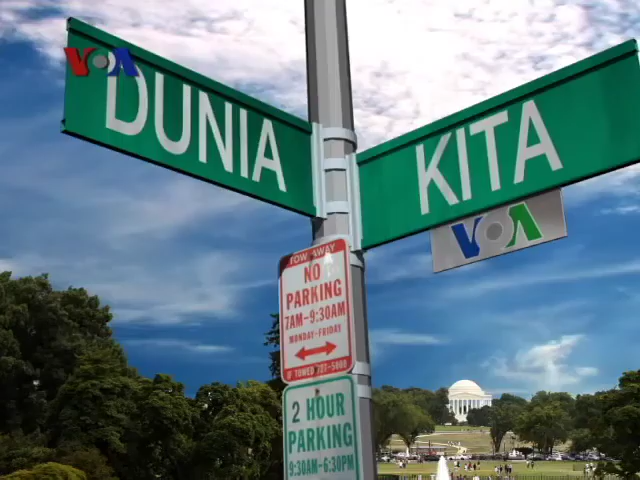 VOA
DUNIA
KITA
VOA
TOW AWAY
NO
PARKING
7AM-9:30AM
MONDAY-FRIDAY
2 HOUR
PARKING
9:30AM-6:30PM